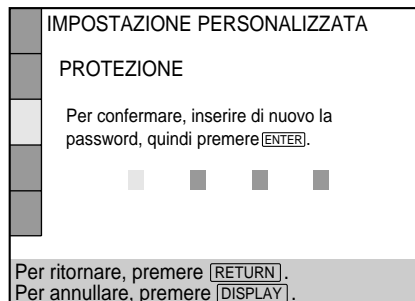 IMPOSTAZIONE PERSONALIZZATA
PROTEZIONE
Per confermare, inserire di nuovo la
password, quindi premere ENTER.
Per ritornare, premere RETURN.
Per annullare, premere DISPLAY.